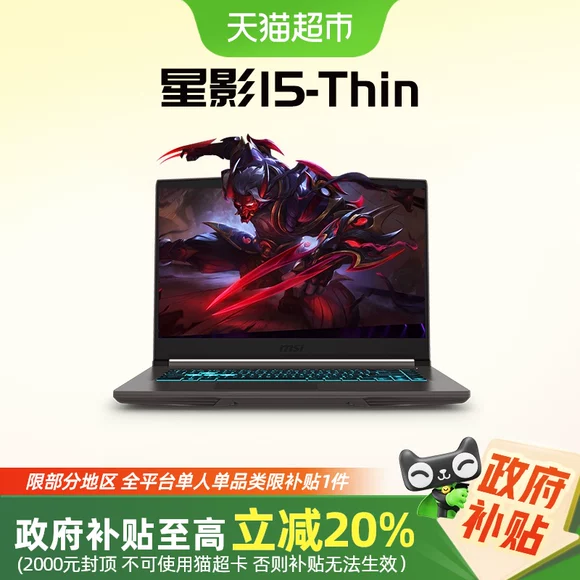 天猫超市
星影15-Thin
msi
限部分地区 全平台单人单品类限补贴1件
政府补贴至高 立减20%
(2000元封顶 不可使用猫超卡 否则补贴无法生效)
政府
补贴